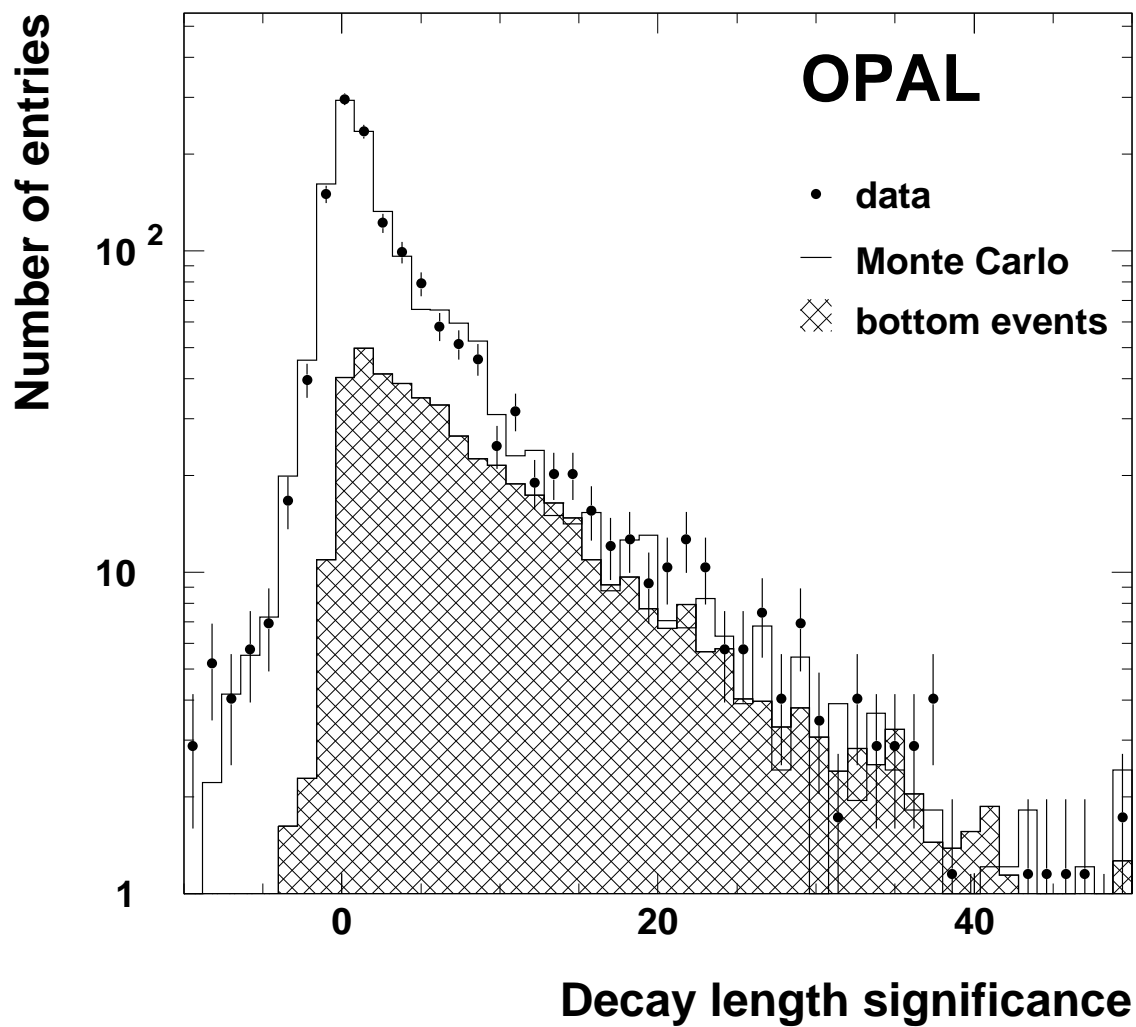 Number of entries
OPAL
data
Monte Carlo
bottom events
10 2
10
1
0 20 40
Decay length significance